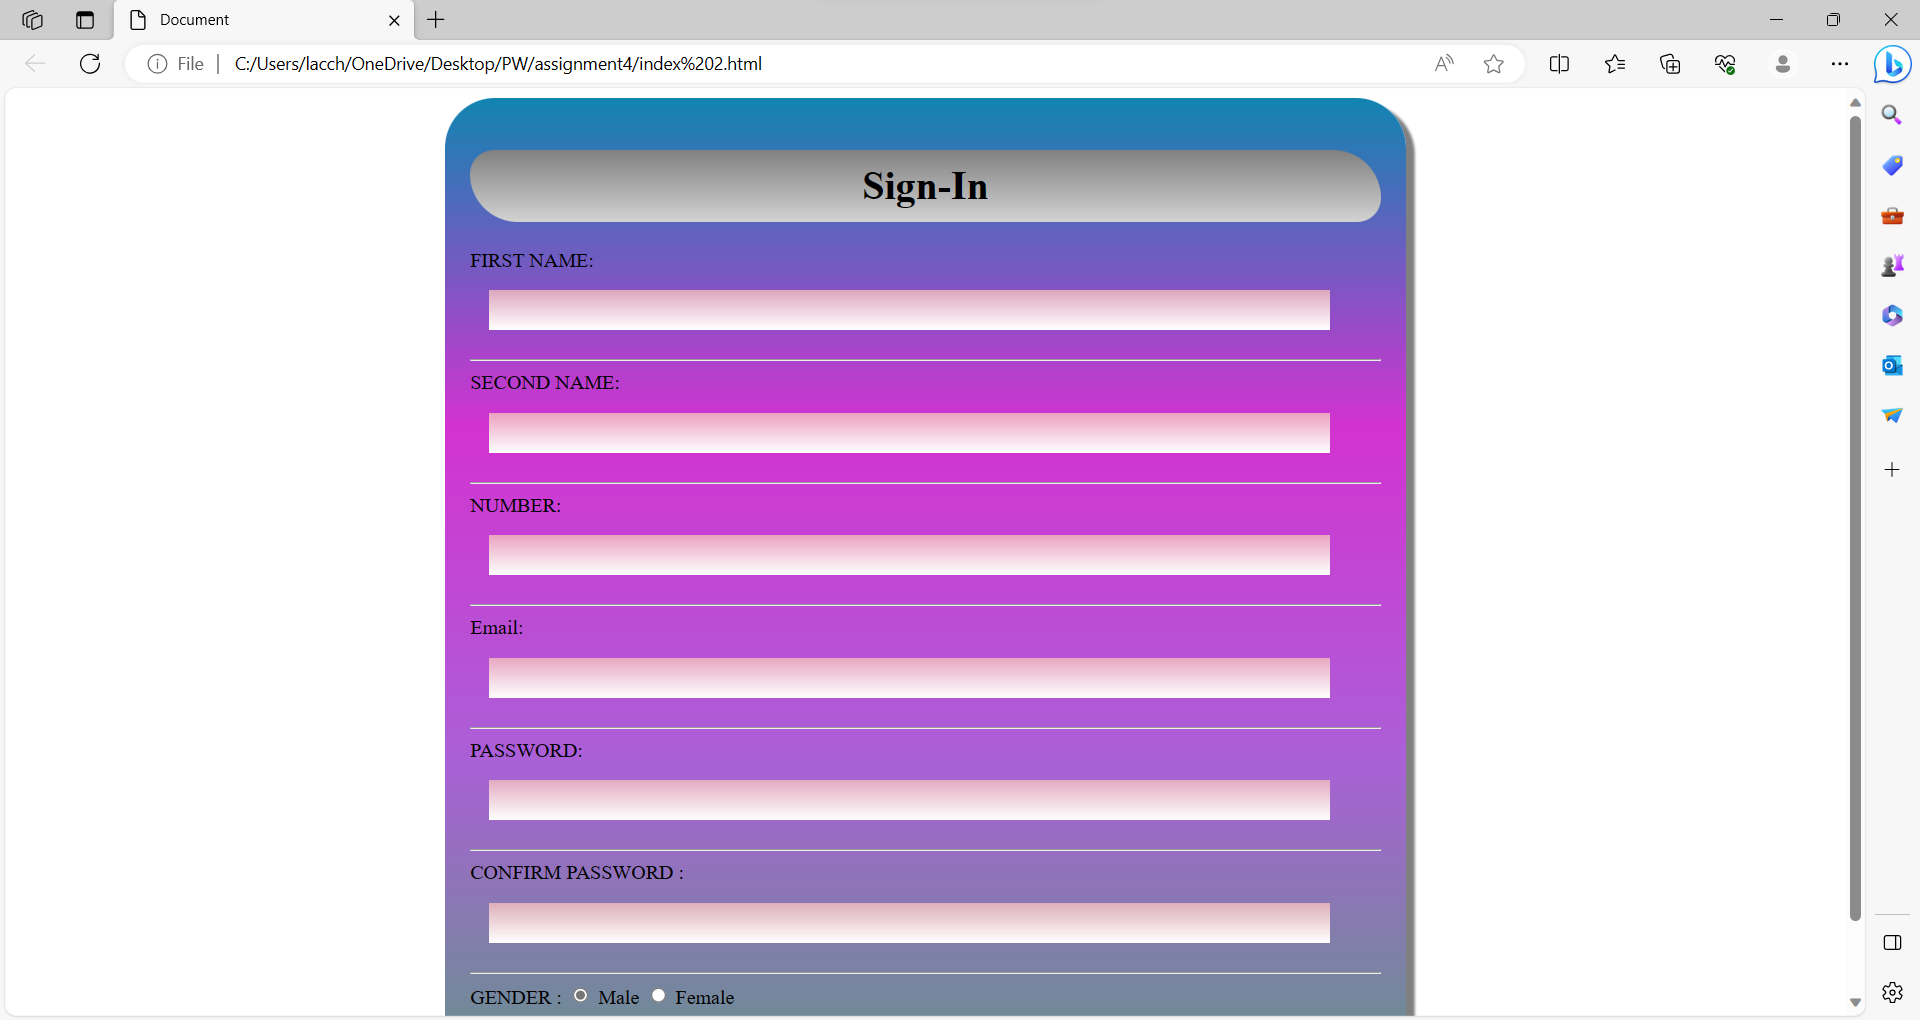 Document
File
C:/Users/lacch/OneDrive/Desktop/PW/assignment4/index%202.html
Sign-In
FIRST NAME:
SECOND NAME:
NUMBER:
Email:
PASSWORD:
CONFIRM PASSWORD :
GENDER : Male Female